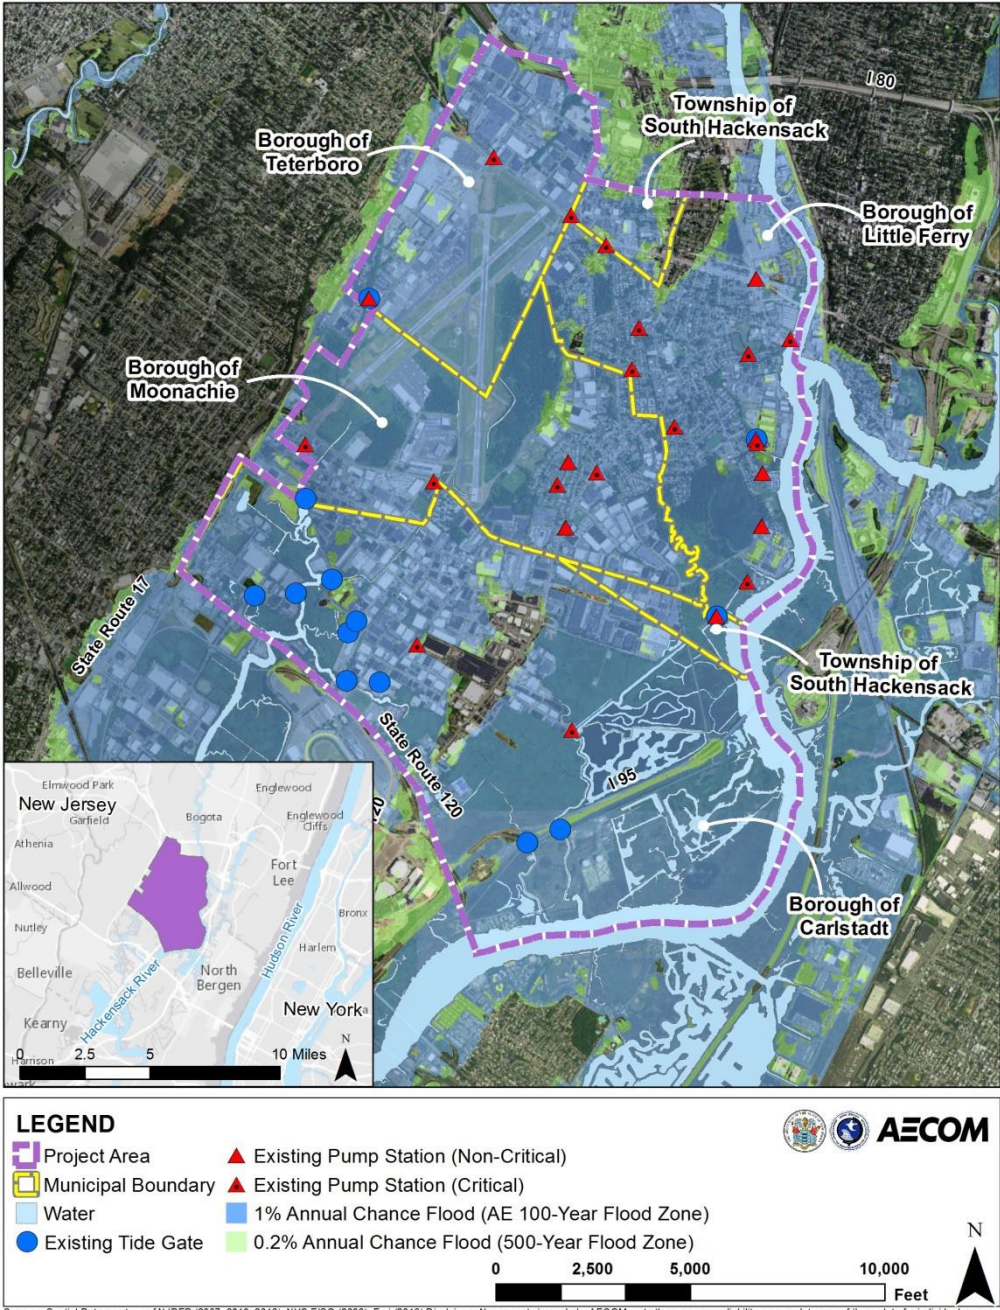 I 80
Township of
South Hackensack
Borough of
Teterboro
Borough of
Little Ferry
Borough of
Moonachie
State Route 17
Township of
South Hackensack
State Route 120
I 95
20
Borough of
Carlstadt
Elmwood Park
Englewood
New Jersey
Garfield
Bogota
Englewood
Cliffs
Athenia
Fort
Lee
Allwood
Bronx
Nutley
Hudson River
Harlem
Belleville
North
Bergen
Hackensack River
New York
Kearny
Harrison
0 2.5 5 10 Miles
N
LEGEND
Project Area
Municipal Boundary
Water
Existing Tide Gate
Existing Pump Station (Non-Critical)
Existing Pump Station (Critical)
1% Annual Chance Flood (AE 100-Year Flood Zone)
0.2% Annual Chance Flood (500-Year Flood Zone)
AECOM
N
0 2,500 5,000 10,000
Feet